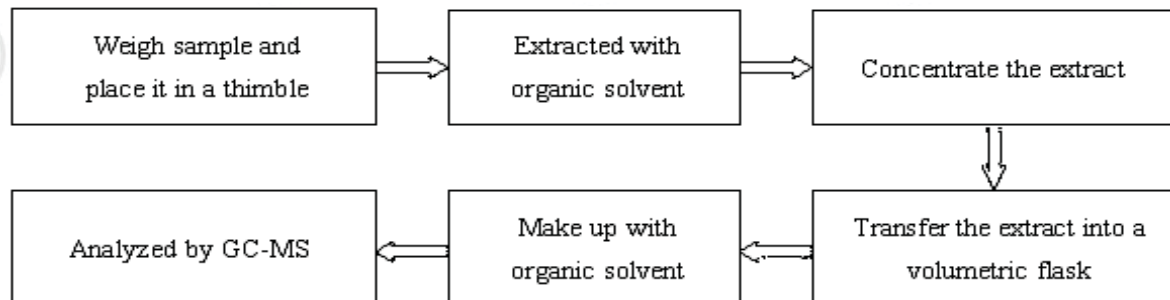 Weigh sample and
place it in a thimble
Extracted with
organic solvent
Concentrate the extract
Transfer the extract into a
volumetric flask
Make up with
organic solvent
Analyzed by GC-MS